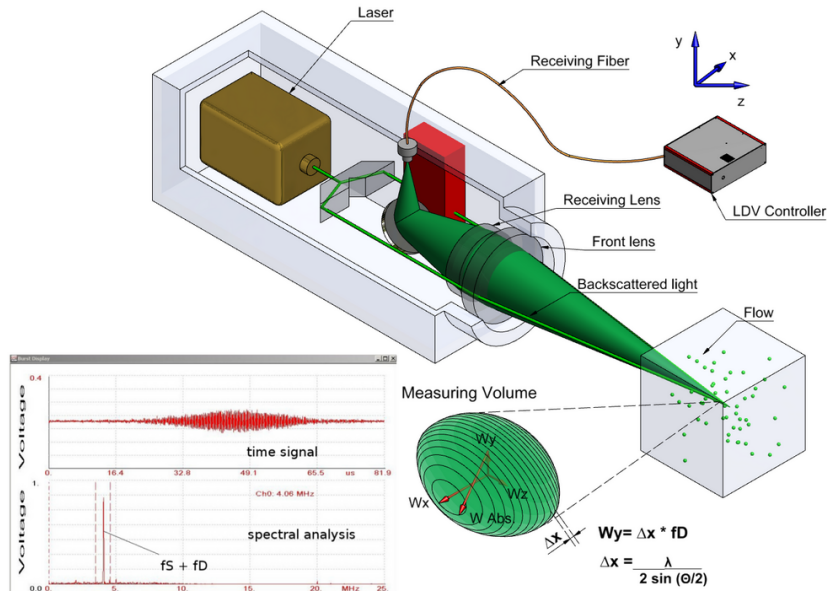 Laser
Receiving Fiber
y
x
z
LDV Controller
Receiving Lens
Front lens
Backscattered light
Flow
Burst Display
Voltage
0.4
time signal
0. 16.4 32.8 49.1 65.5 us 81.9
Voltage
1.
Ch0: 4.06 MHz
spectral analysis
fS + fD
0.0
0. 5. 10. 15. 20. MHz 25.
Measuring Volume
Wy
Wz
Wx
W Abs.
Δx
Wy= Δx * fD
Δx = λ
2 sin (Θ/2)